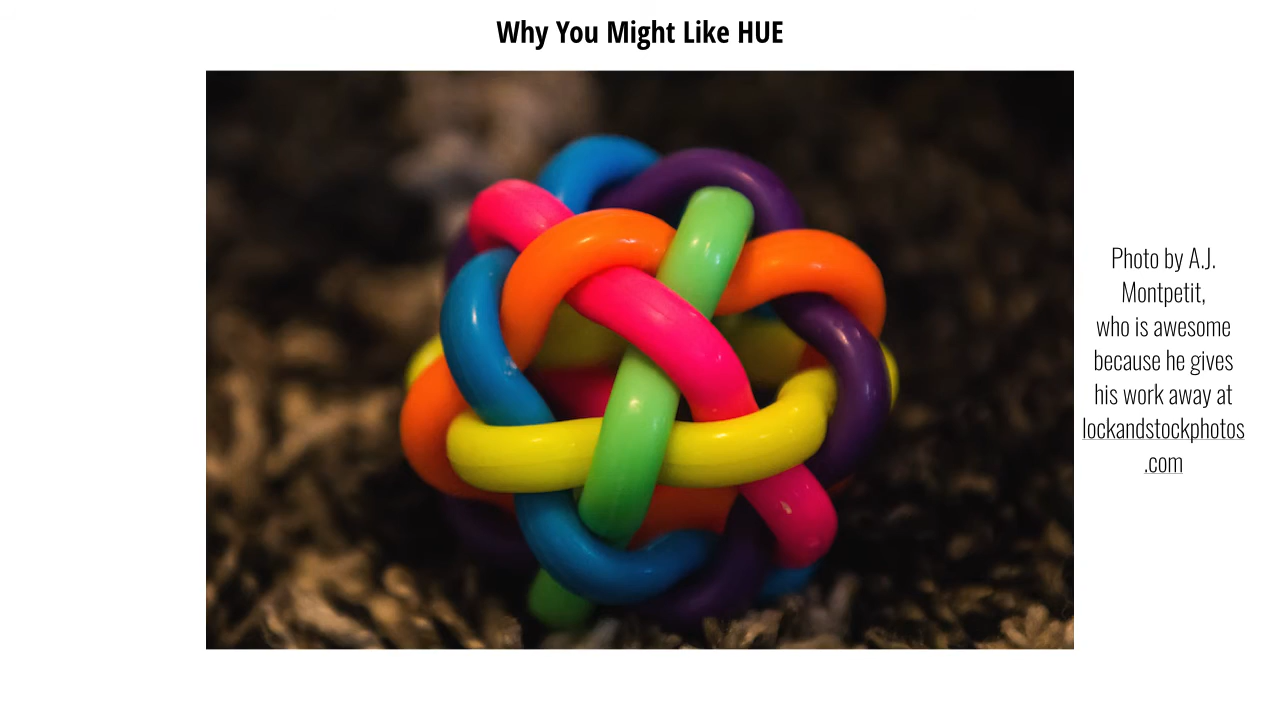 Why You Might Like HUE
Photo by A.J.
Montpetit,
who is awesome
because he gives
his work away at
lockandstockphotos
.com